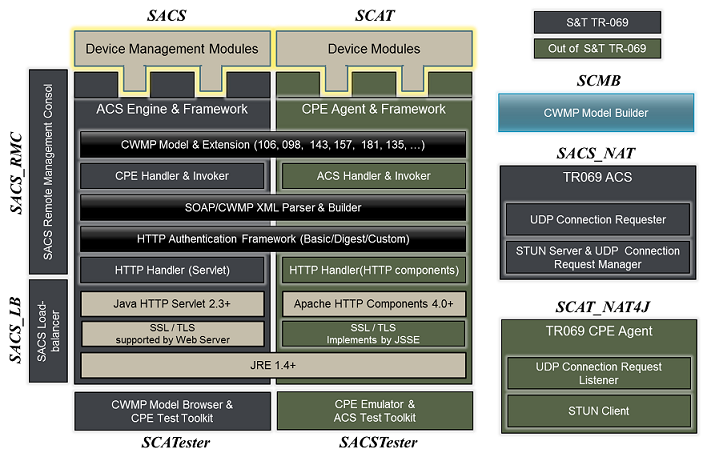 SACS
SCAT
S&T TR-069
Out of S&T TR-069
Device Management Modules
Device Modules
SCMB
CWMP Model Builder
SACS_RMC
SACS Remote Management Consol
ACS Engine & Framework
CPE Agent & Framework
CWMP Model & Extension (106, 098, 143, 157, 181, 135, …)
CPE Handler & Invoker
ACS Handler & Invoker
SOAP/CWMP XML Parser & Builder
HTTP Authentication Framework (Basic/Digest/Custom)
HTTP Handler (Servlet)
HTTP Handler(HTTP components)
SACS_LB
SACS Load-
balancer
Java HTTP Servlet 2.3+
Apache HTTP Components 4.0+
SSL / TLS
supported by Web Server
SSL / TLS
Implements by JSSE
JRE 1.4+
CWMP Model Browser &
CPE Test Toolkit
CPE Emulator &
ACS Test Toolkit
SCATester
SACSTester
SACS_NAT
TR069 ACS
UDP Connection Requester
STUN Server & UDP Connection
Request Manager
SCAT_NAT4J
TR069 CPE Agent
UDP Connection Request
Listener
STUN Client